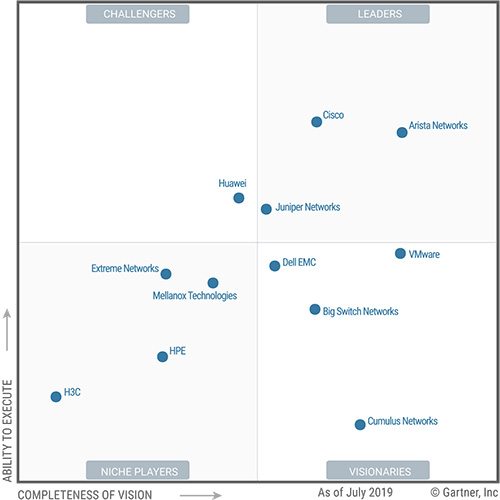 CHALLENGERS
LEADERS
Cisco
Arista Networks
Huawei
Juniper Networks
VMware
Dell EMC
Extreme Networks
Mellanox Technologies
Big Switch Networks
HPE
H3C
Cumulus Networks
NICHE PLAYERS
VISIONARIES
ABILITY TO EXECUTE
COMPLETENESS OF VISION
As of July 2019
© Gartner, Inc